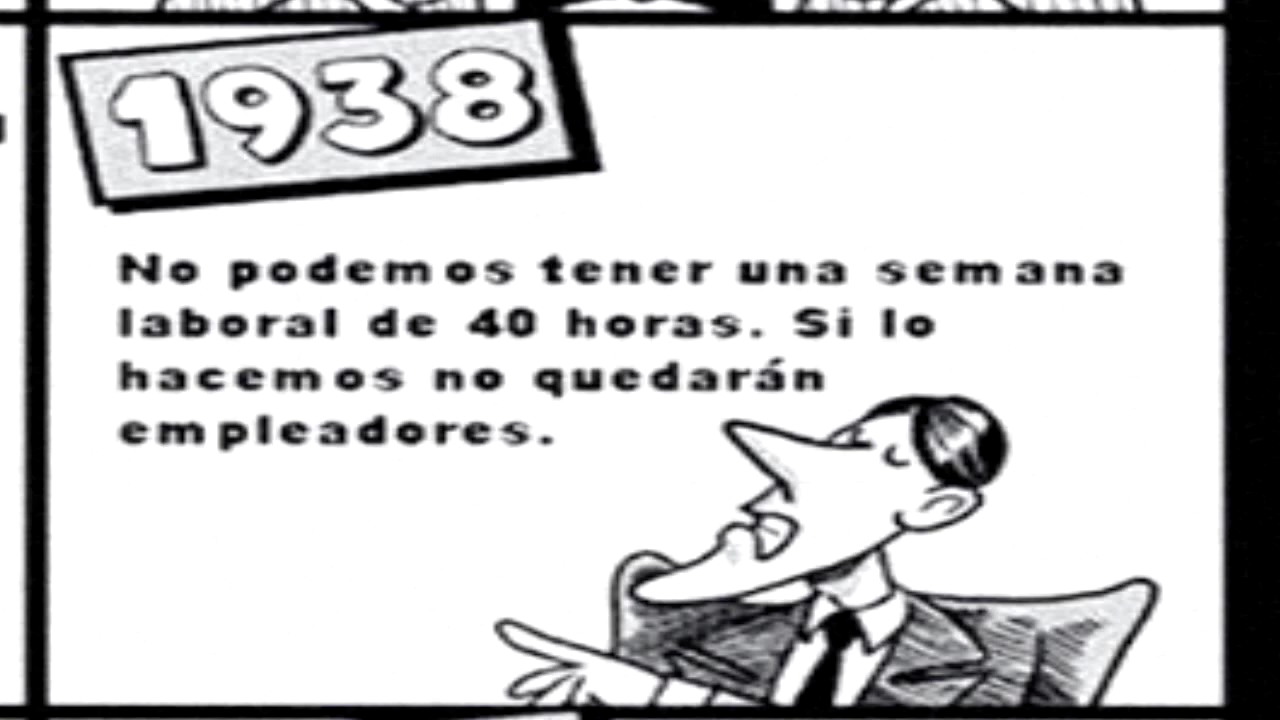 1938
No podemos tener una semana
laboral de 40 horas. Si lo
hacemos no quedarán
empleadores.